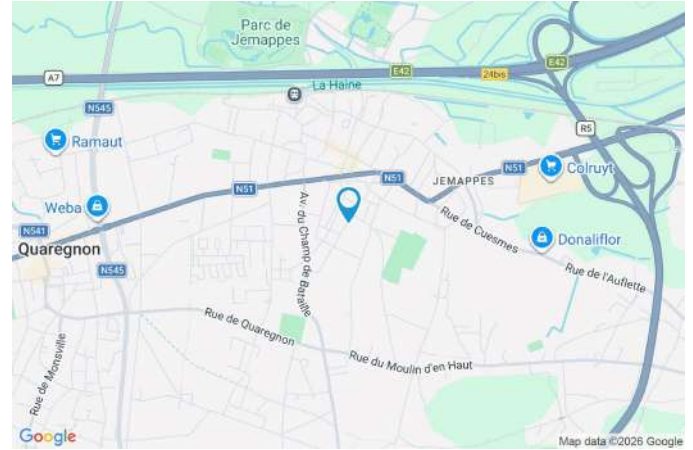 Parc de
Jemappes
A7
E42
E42
24bis
La Haine
N545
R5
Ramaut
N51
Colruyt
N51
N51
JEMAPPES
Weba
Av. du Champ de Bataille
Rue de Cuesmes
Donaliflor
N541
Quaregnon
N545
Rue de l'Auflette
Rue de Quaregnon
Rue du Moulin d'en Haut
Rue de Monsville
Google
Map data ©2026 Google